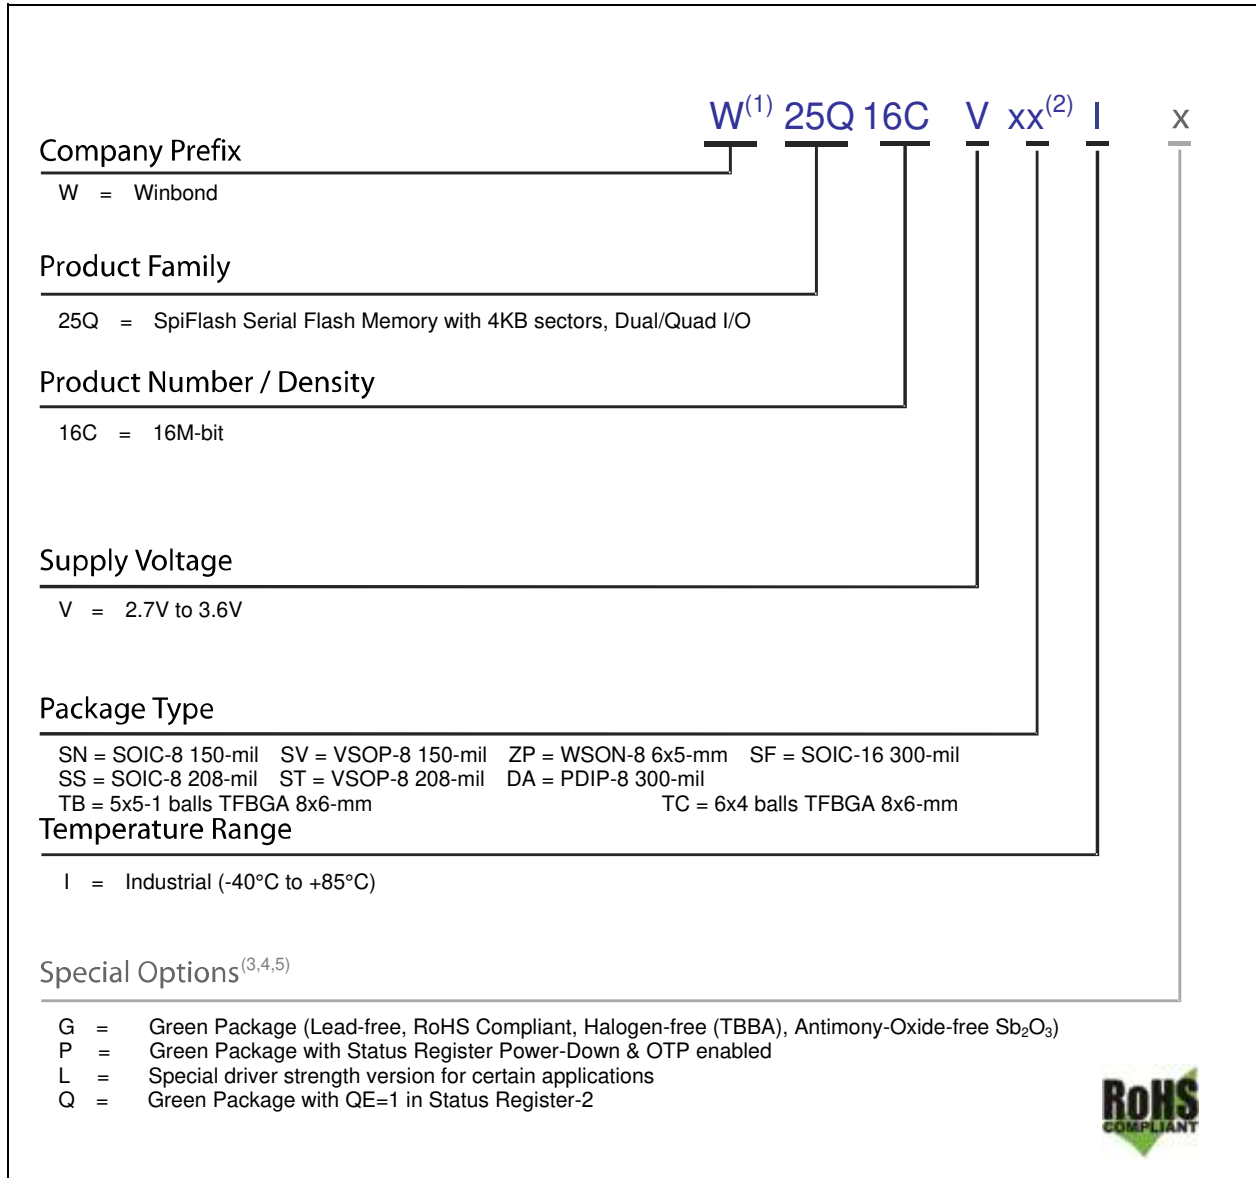 W(1) 25Q 16C V xx(2) I x
Company Prefix
W = Winbond
Product Family
25Q = SpiFlash Serial Flash Memory with 4KB sectors, Dual/Quad I/O
Product Number / Density
16C = 16M-bit
Supply Voltage
V = 2.7V to 3.6V
Package Type
SN = SOIC-8 150-mil SV = VSOP-8 150-mil ZP = WSON-8 6x5-mm SF = SOIC-16 300-mil
SS = SOIC-8 208-mil ST = VSOP-8 208-mil DA = PDIP-8 300-mil
TB = 5x5-1 balls TFBGA 8x6-mm TC = 6x4 balls TFBGA 8x6-mm
Temperature Range
I = Industrial (-40°C to +85°C)
Special Options(3,4,5)
G = Green Package (Lead-free, RoHS Compliant, Halogen-free (TBBA), Antimony-Oxide-free Sb₂O₃)
P = Green Package with Status Register Power-Down & OTP enabled
L = Special driver strength version for certain applications
Q = Green Package with QE=1 in Status Register-2
RoHS
COMPLIANT